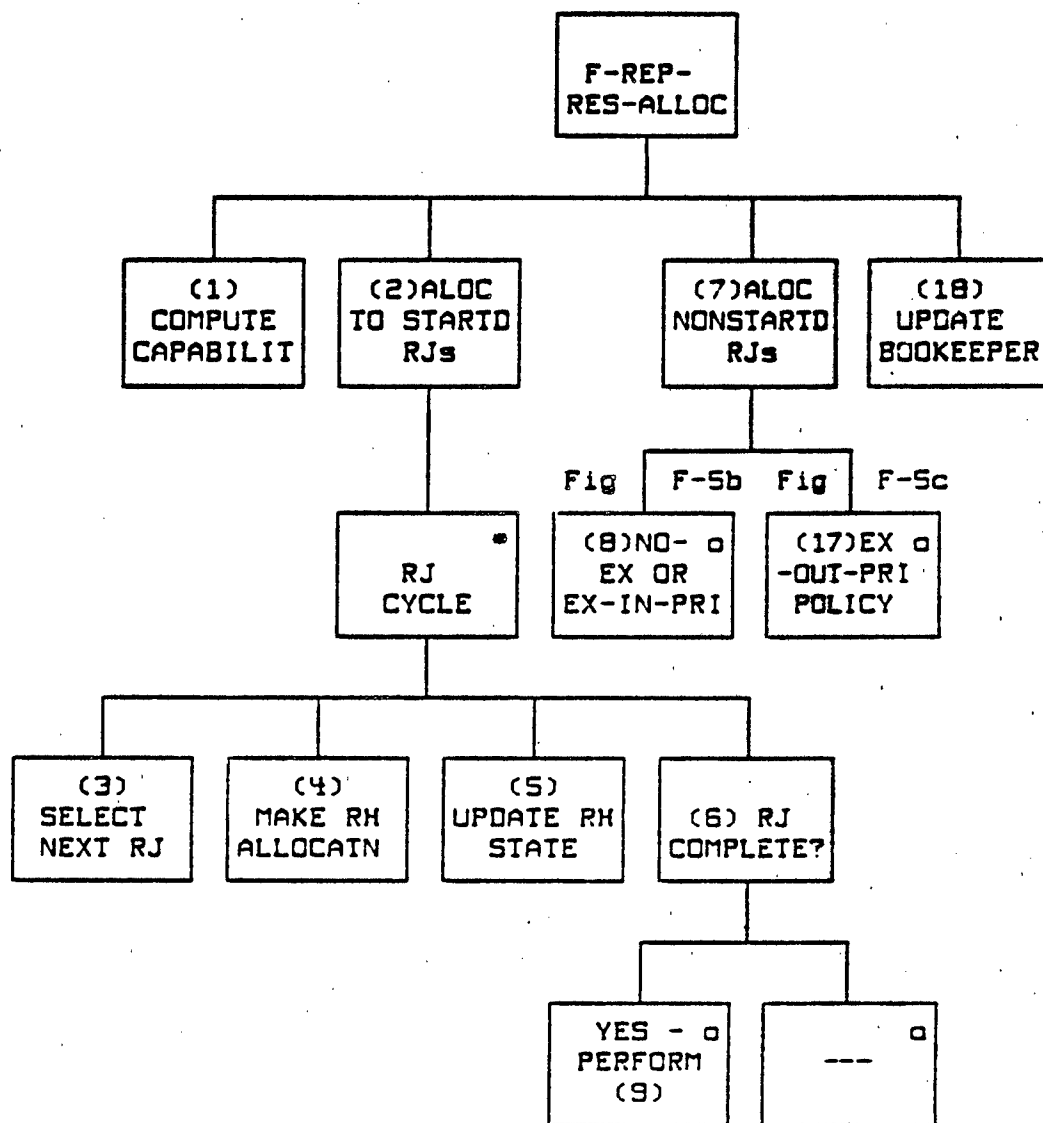 F-REP-
RES-ALLOC
(1)
COMPUTE
CAPABILIT
(2)ALOC
TO STARTD
RJs
(7)ALOC
NONSTARTD
RJs
(18)
UPDATE
BOOKEEPER
Fig F-5b
Fig F-5c
*
RJ
CYCLE
(8)NO- o
EX OR
EX-IN-PRI
(17)EX o
-OUT-PRI
POLICY
(3)
SELECT
NEXT RJ
(4)
MAKE RH
ALLOCATN
(5)
UPDATE RH
STATE
(6) RJ
COMPLETE?
YES - o
PERFORM
(9)
o
---